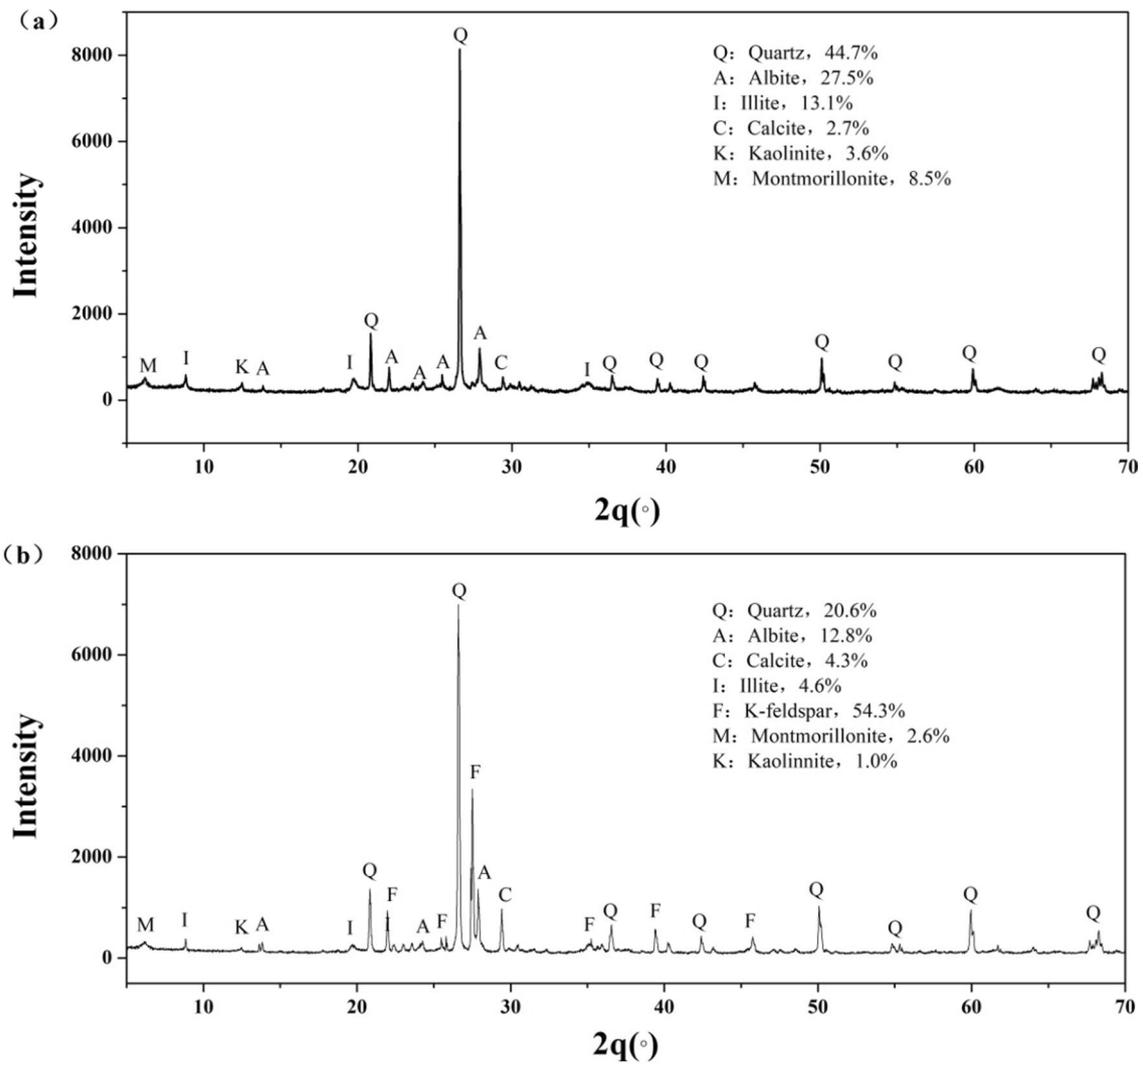 （a）
8000
6000
4000
2000
0
Intensity
Q
Q：Quartz，44.7%
A：Albite，27.5%
I：Illite，13.1%
C：Calcite，2.7%
K：Kaolinite，3.6%
M：Montmorillonite，8.5%
M I K A I Q A A A A C I Q Q Q Q Q Q Q
10 20 30 40 50 60 70
2q(°)
（b）
8000
6000
4000
2000
0
Intensity
Q
Q：Quartz，20.6%
A：Albite，12.8%
C：Calcite，4.3%
I：Illite，4.6%
F：K-feldspar，54.3%
M：Montmorillonite，2.6%
K：Kaolinnite，1.0%
F
M I K A I Q F A F A C F Q F Q F Q Q Q Q
10 20 30 40 50 60 70
2q(°)